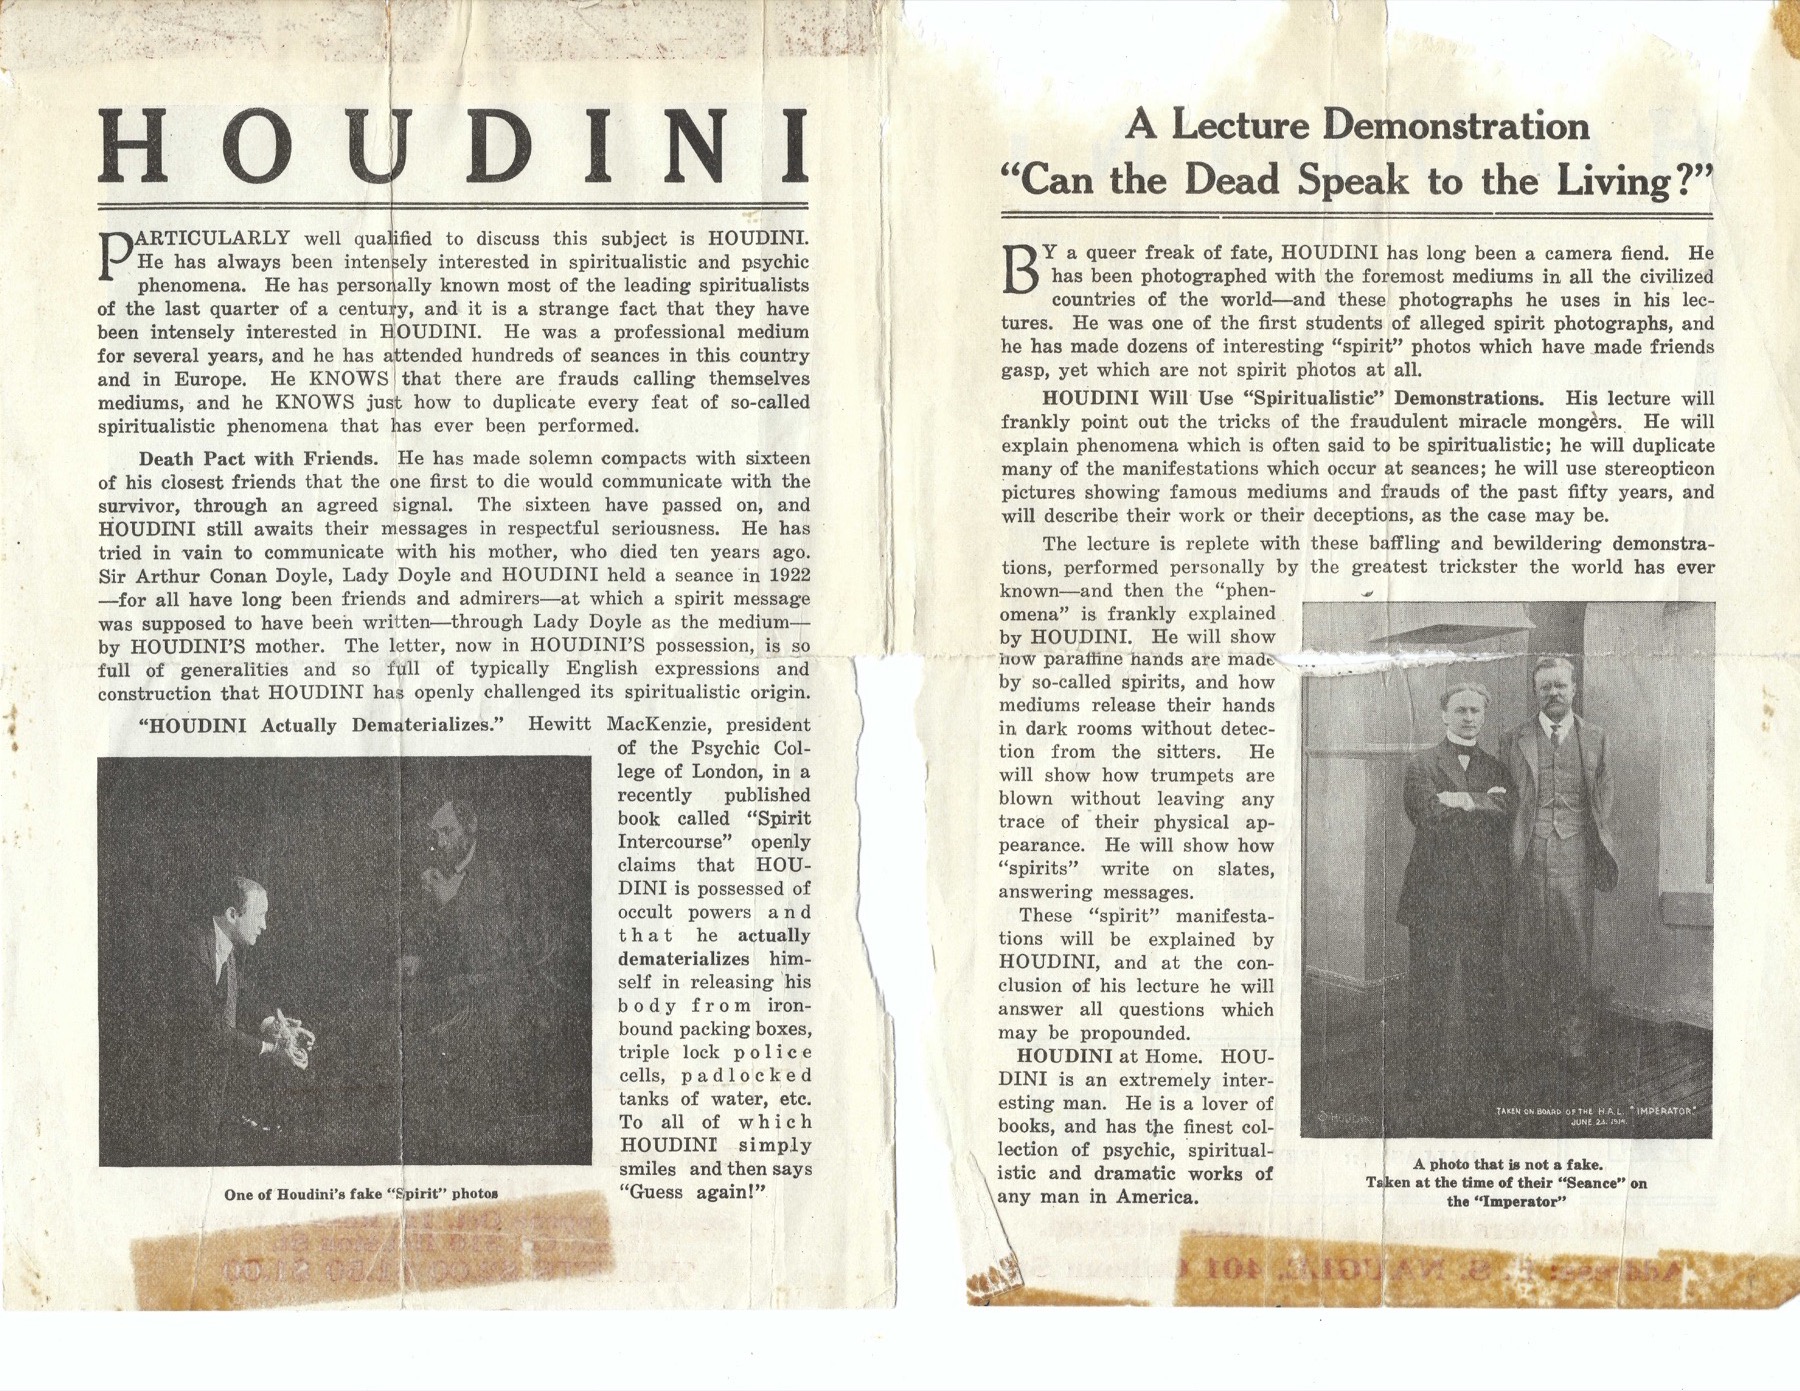 HOUDINI
PARTICULARLY well qualified to discuss this subject is HOUDINI.
He has always been intensely interested in spiritualistic and psychic
phenomena. He has personally known most of the leading spiritualists
of the last quarter of a century, and it is a strange fact that they have
been intensely interested in HOUDINI. He was a professional medium
for several years, and he has attended hundreds of seances in this country
and in Europe. He KNOWS that there are frauds calling themselves
mediums, and he KNOWS just how to duplicate every feat of so-called
spiritualistic phenomena that has ever been performed.
Death Pact with Friends. He has made solemn compacts with sixteen
of his closest friends that the one first to die would communicate with the
survivor, through an agreed signal. The sixteen have passed on, and
HOUDINI still awaits their messages in respectful seriousness. He has
tried in vain to communicate with his mother, who died ten years ago.
Sir Arthur Conan Doyle, Lady Doyle and HOUDINI held a seance in 1922
—for all have long been friends and admirers—at which a spirit message
was supposed to have been written—through Lady Doyle as the medium—
by HOUDINI'S mother. The letter, now in HOUDINI'S possession, is so
full of generalities and so full of typically English expressions and
construction that HOUDINI has openly challenged its spiritualistic origin.
“HOUDINI Actually Dematerializes.” Hewitt MacKenzie, president
of the Psychic Col-
lege of London, in a
recently published
book called “Spirit
Intercourse” openly
claims that HOU-
DINI is possessed of
occult powers and
that he actually
dematerializes him-
self in releasing his
body from iron-
bound packing boxes,
triple lock police
cells, padlocked
tanks of water, etc.
To all of which
HOUDINI simply
smiles and then says
“Guess again!”
One of Houdini's fake “Spirit” photos
A Lecture Demonstration
“Can the Dead Speak to the Living?”
BY a queer freak of fate, HOUDINI has long been a camera fiend. He
has been photographed with the foremost mediums in all the civilized
countries of the world—and these photographs he uses in his lec-
tures. He was one of the first students of alleged spirit photographs, and
he has made dozens of interesting “spirit” photos which have made friends
gasp, yet which are not spirit photos at all.
HOUDINI Will Use “Spiritualistic” Demonstrations. His lecture will
frankly point out the tricks of the fraudulent miracle mongers. He will
explain phenomena which is often said to be spiritualistic; he will duplicate
many of the manifestations which occur at seances; he will use stereopticon
pictures showing famous mediums and frauds of the past fifty years, and
will describe their work or their deceptions, as the case may be.
The lecture is replete with these baffling and bewildering demonstra-
tions, performed personally by the greatest trickster the world has ever
known—and then the “phen-
omena” is frankly explained
by HOUDINI. He will show
how paraffine hands are made
by so-called spirits, and how
mediums release their hands
in dark rooms without detec-
tion from the sitters. He
will show how trumpets are
blown without leaving any
trace of their physical ap-
pearance. He will show how
“spirits” write on slates,
answering messages.
These “spirit” manifesta-
tions will be explained by
HOUDINI, and at the con-
clusion of his lecture he will
answer all questions which
may be propounded.
HOUDINI at Home. HOU-
DINI is an extremely inter-
esting man. He is a lover of
books, and has the finest col-
lection of psychic, spiritual-
istic and dramatic works of
any man in America.
© HOUDINI
TAKEN ON BOARD OF THE H.A.L. "IMPERATOR."
JUNE 23. 1914.
A photo that is not a fake.
Taken at the time of their “Seance” on
the “Imperator”